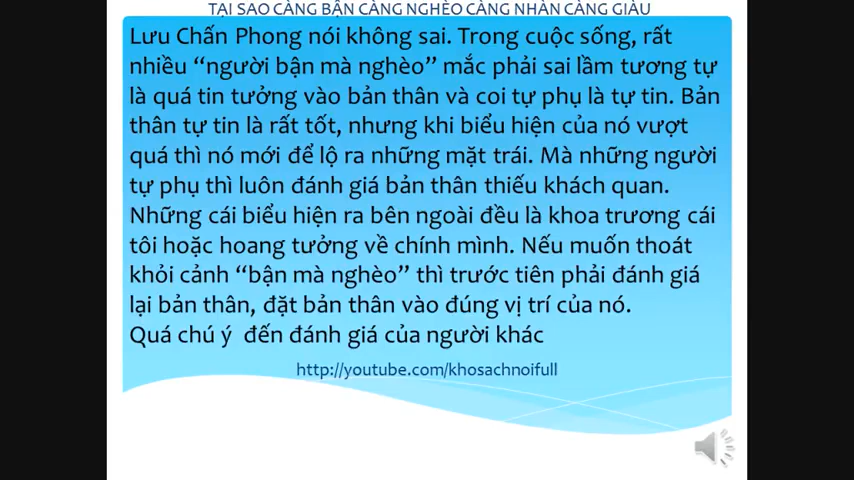 TẠI SAO CÀNG BẬN CÀNG NGHÈO CÀNG NHÀN CÀNG GIÀU
Lưu Chấn Phong nói không sai. Trong cuộc sống, rất
nhiều “người bận mà nghèo” mắc phải sai lầm tương tự
là quá tin tưởng vào bản thân và coi tự phụ là tự tin. Bản
thân tự tin là rất tốt, nhưng khi biểu hiện của nó vượt
quá thì nó mới để lộ ra những mặt trái. Mà những người
tự phụ thì luôn đánh giá bản thân thiếu khách quan.
Những cái biểu hiện ra bên ngoài đều là khoa trương cái
tôi hoặc hoang tưởng về chính mình. Nếu muốn thoát
khỏi cảnh “bận mà nghèo” thì trước tiên phải đánh giá
lại bản thân, đặt bản thân vào đúng vị trí của nó.
Quá chú ý đến đánh giá của người khác
http://youtube.com/khosachnoifull